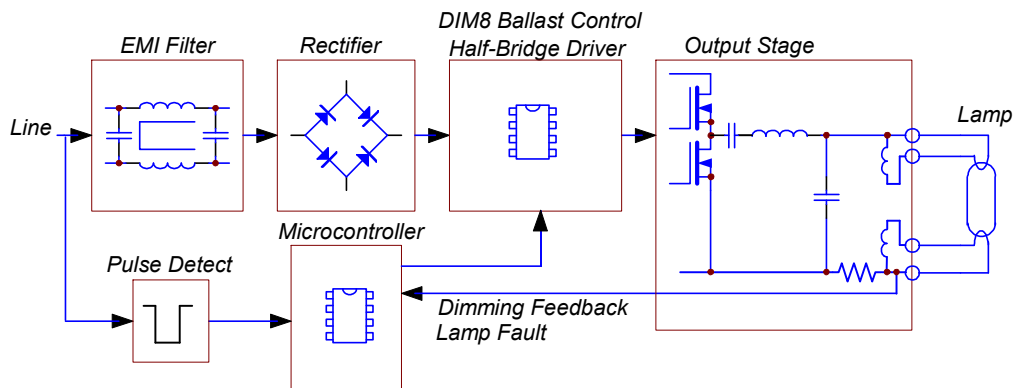 DIM8 Ballast Control
EMI Filter
Rectifier
Half-Bridge Driver
Output Stage
Line
Lamp
Microcontroller
Pulse Detect
Dimming Feedback
Lamp Fault